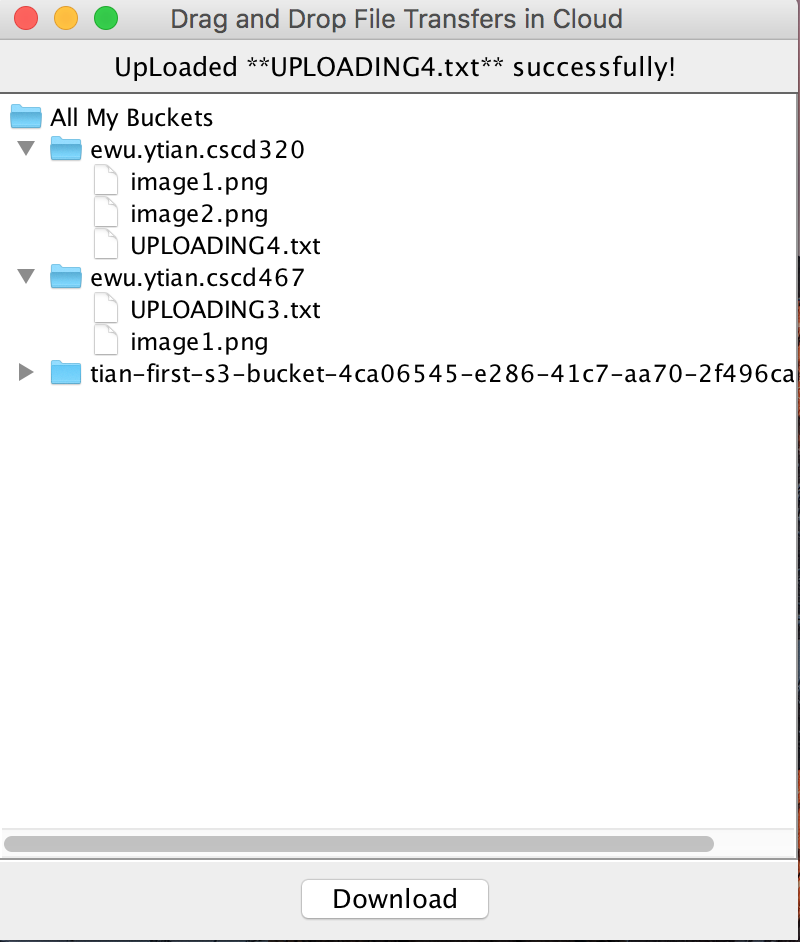 Drag and Drop File Transfers in Cloud
UpLoaded **UPLOADING4.txt** successfully!
All My Buckets
ewu.ytian.cscd320
image1.png
image2.png
UPLOADING4.txt
ewu.ytian.cscd467
UPLOADING3.txt
image1.png
tian-first-s3-bucket-4ca06545-e286-41c7-aa70-2f496ca
Download